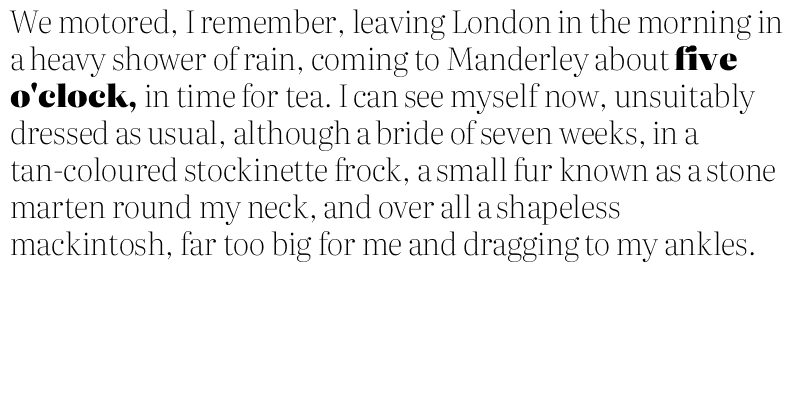 We motored, I remember, leaving London in the morning in
a heavy shower of rain, coming to Manderley about five
o'clock, in time for tea. I can see myself now, unsuitably
dressed as usual, although a bride of seven weeks, in a
tan-coloured stockinette frock, a small fur known as a stone
marten round my neck, and over all a shapeless
mackintosh, far too big for me and dragging to my ankles.